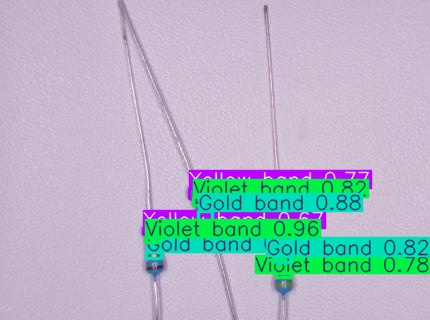 Yellow band 0.77
Violet band 0.82
Gold band 0.88
Yellow band 0.67
Violet band 0.96
Gold band
Gold band 0.82
Violet band 0.78